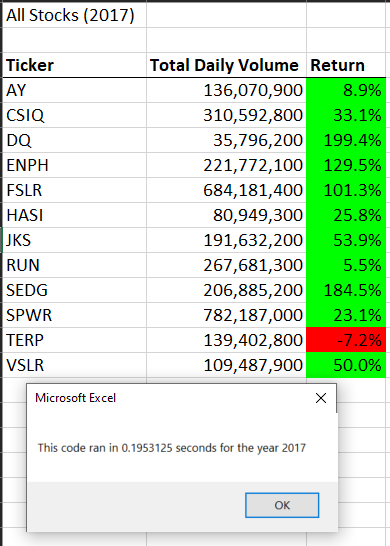 All Stocks (2017)
Ticker Total Daily Volume Return
AY 136,070,900 8.9%
CSIQ 310,592,800 33.1%
DQ 35,796,200 199.4%
ENPH 221,772,100 129.5%
FSLR 684,181,400 101.3%
HASI 80,949,300 25.8%
JKS 191,632,200 53.9%
RUN 267,681,300 5.5%
SEDG 206,885,200 184.5%
SPWR 782,187,000 23.1%
TERP 139,402,800 -7.2%
VSLR 109,487,900 50.0%
Microsoft Excel
This code ran in 0.1953125 seconds for the year 2017
OK